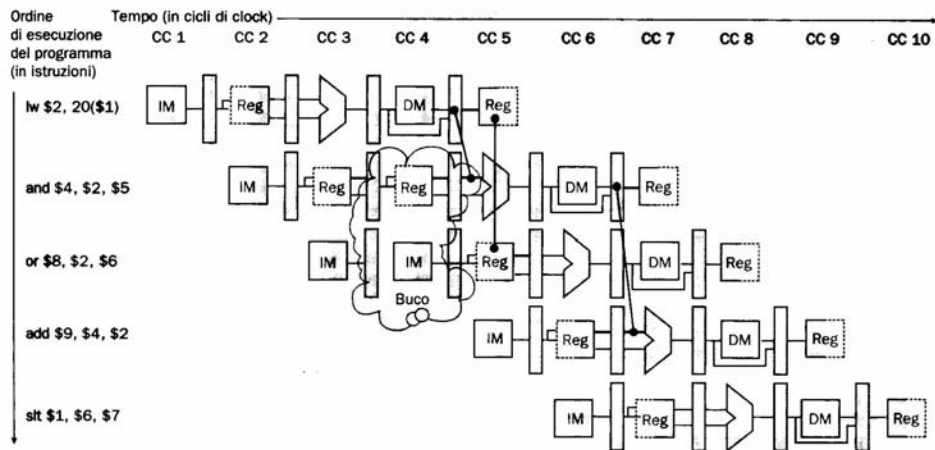 Ordine
di esecuzione
del programma
(in istruzioni)
Tempo (in cicli di clock)
CC 1 CC 2 CC 3 CC 4 CC 5 CC 6 CC 7 CC 8 CC 9 CC 10
lw $2, 20($1)
IM Reg DM Reg
and $4, $2, $5
IM Reg Reg DM Reg
or $8, $2, $6
IM IM Reg DM Reg
Buco
add $9, $4, $2
IM Reg DM Reg
slt $1, $6, $7
IM Reg DM Reg